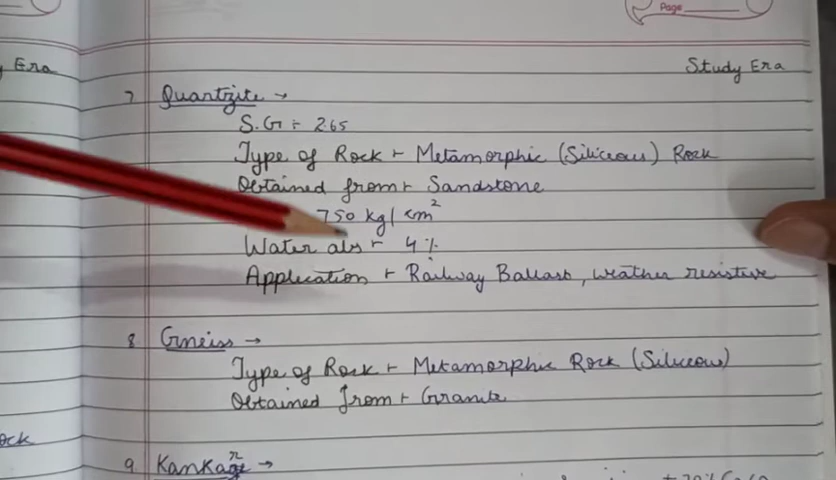 Page
y Era
Study Era
7 Quartzite →
S.G :- 2.65
Type of Rock :- Metamorphic (Siliceous) Rock
Obtained from :- Sandstone
750 kg/cm²
Water abs :- 4%
Application :- Railway Ballast, weather resistive
8 Gneiss →
Type of Rock :- Metamorphic Rock (Siliceous)
Obtained from :- Granite
ock
9 Kankar →